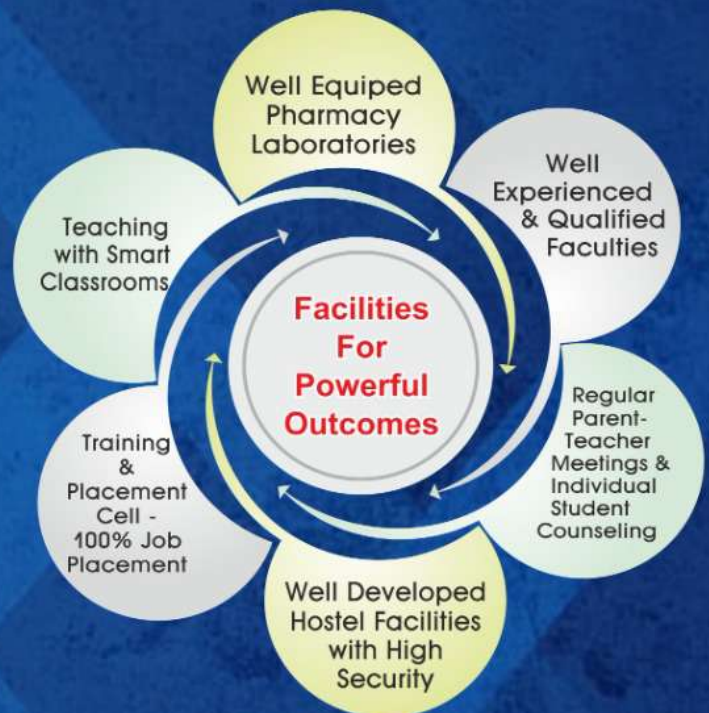 Well Equiped
Pharmacy
Laboratories
Well
Experienced
& Qualified
Faculties
Regular
Parent-
Teacher
Meetings &
Individual
Student
Counseling
Well Developed
Hostel Facilities
with High
Security
Training
&
Placement
Cell -
100% Job
Placement
Teaching
with Smart
Classrooms
Facilities
For
Powerful
Outcomes